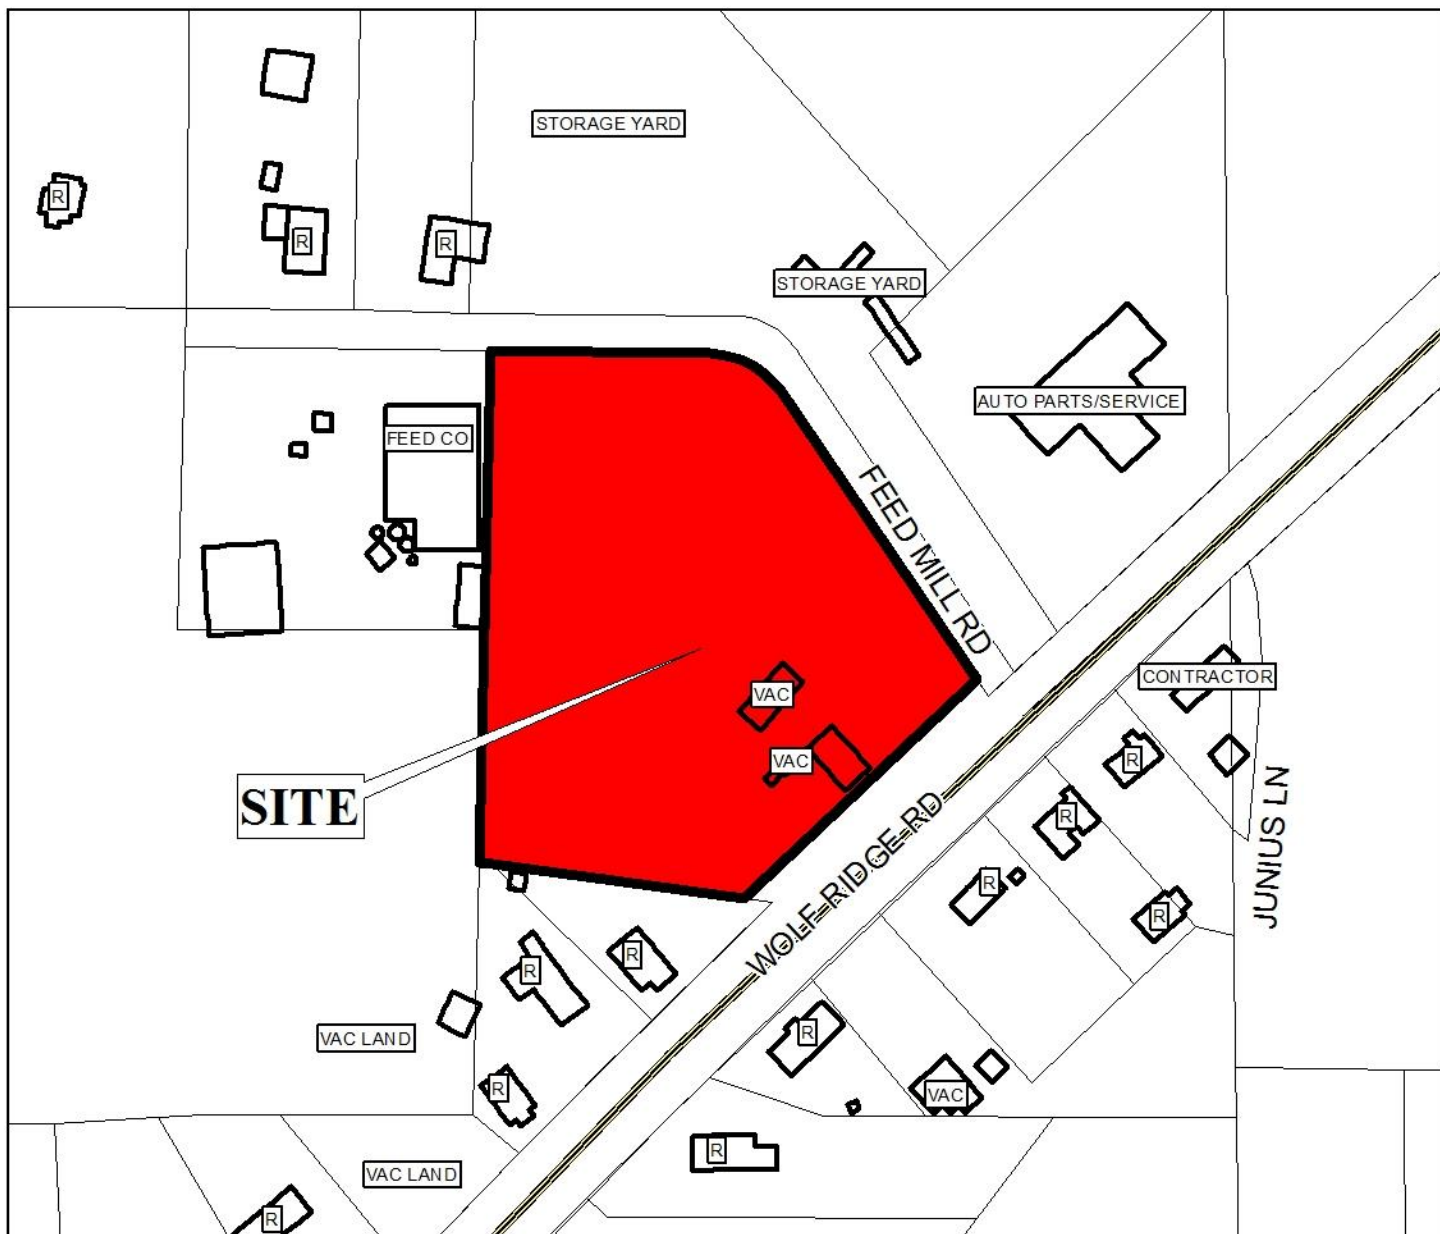 STORAGE YARD
R
R
R
STORAGE YARD
AUTO PARTS/SERVICE
FEED CO
FEED MILL RD
CONTRACTOR
VAC
R
VAC
SITE
R
WOLF RIDGE RD
JUNIUS LN
R
R
R
R
R
VAC LAND
R
R
VAC
R
VAC LAND
R